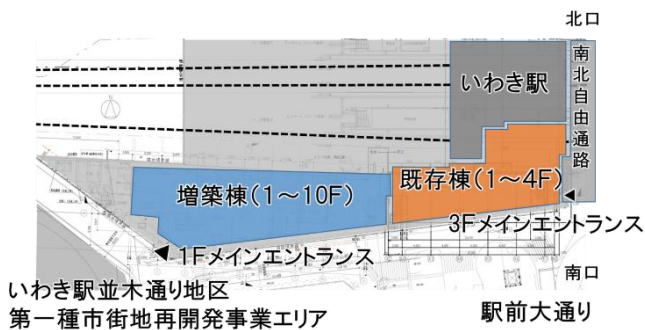 北口
いわき駅
南北自由通路
増築棟(1～10F)
既存棟(1～4F)
3Fメインエントランス
1Fメインエントランス
南口
いわき駅並木通り地区
第一種市街地再開発事業エリア
駅前大通り